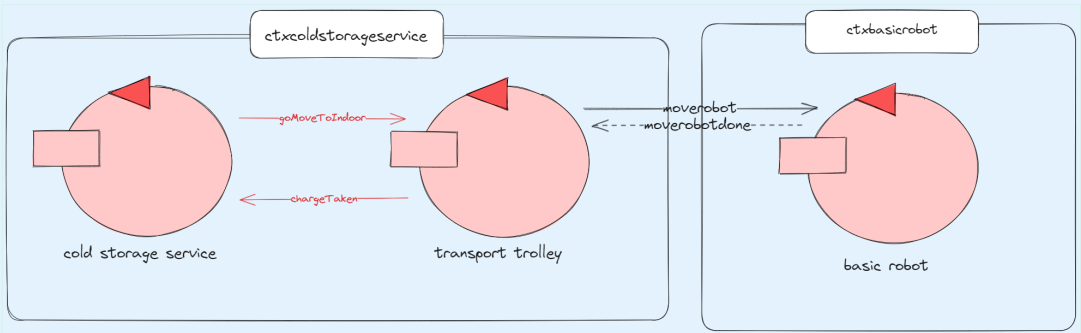 ctxcoldstorageservice
ctxbasicrobot
goMoveToIndoor
moverobot
moverobotdone
chargeTaken
cold storage service
transport trolley
basic robot